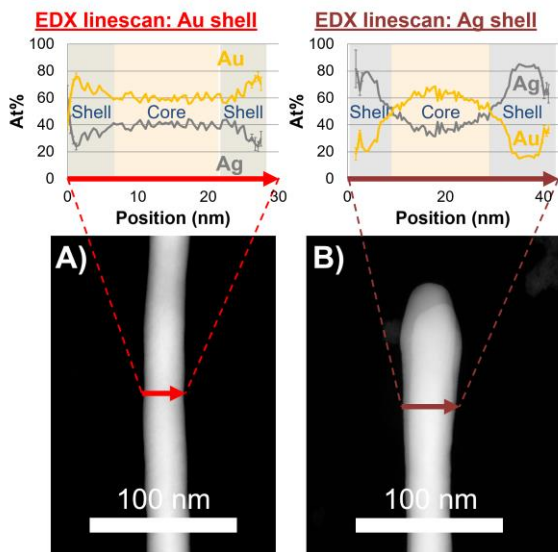 EDX linescan: Au shell
100
80
60
40
20
0
At%
Au
Shell
Core
Shell
Ag
0
10
20
30
Position (nm)
EDX linescan: Ag shell
100
80
60
40
20
0
At%
Ag
Shell
Core
Shell
Au
0
10
20
30
40
Position (nm)
A)
100 nm
B)
100 nm